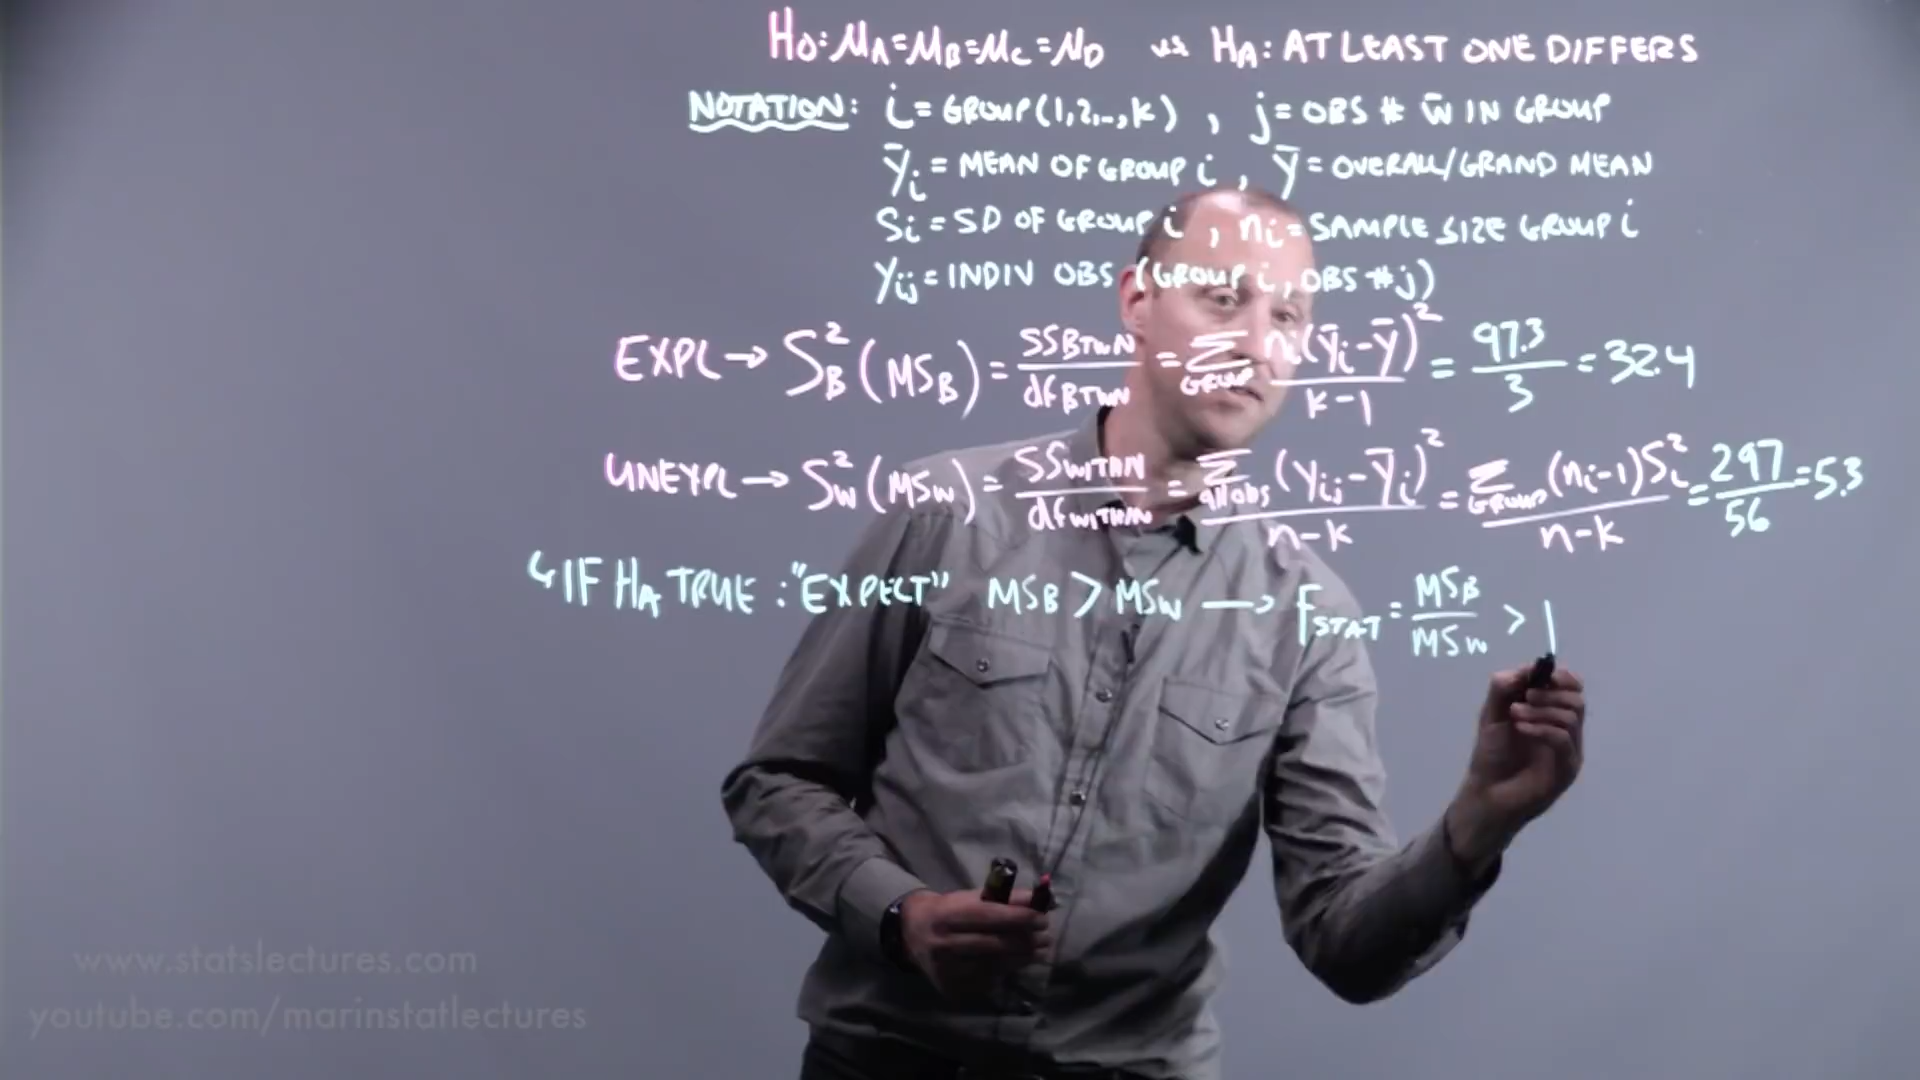 H0: μA=μB=μC=μD vs HA: AT LEAST ONE DIFFERS
NOTATION: i = GROUP (1,2,..,k) , j = OBS # w̄ IN GROUP
ȳi = MEAN OF GROUP i , ȳ = OVERALL/GRAND MEAN
Si = SD OF GROUP i , ni = SAMPLE SIZE GROUP i
yij = INDIV OBS (GROUP i, OBS # j)
EXPL → S²B (MSB) = SSBTWN / dfBTWN = Σ GROUP ni(ȳi-ȳ)² / k-1 = 97.3 / 3 = 32.4
UNEXPL → S²W (MSW) = SSWITHIN / dfWITHIN = Σ all obs (yij-ȳi)² / n-k = Σ GROUPS (ni-1)Si² / n-k = 297 / 56 = 5.3
↳ IF HA TRUE : "EXPECT" MSB > MSW → FSTAT = MSB / MSW > 1
www.statslectures.com
youtube.com/marinstatlectures